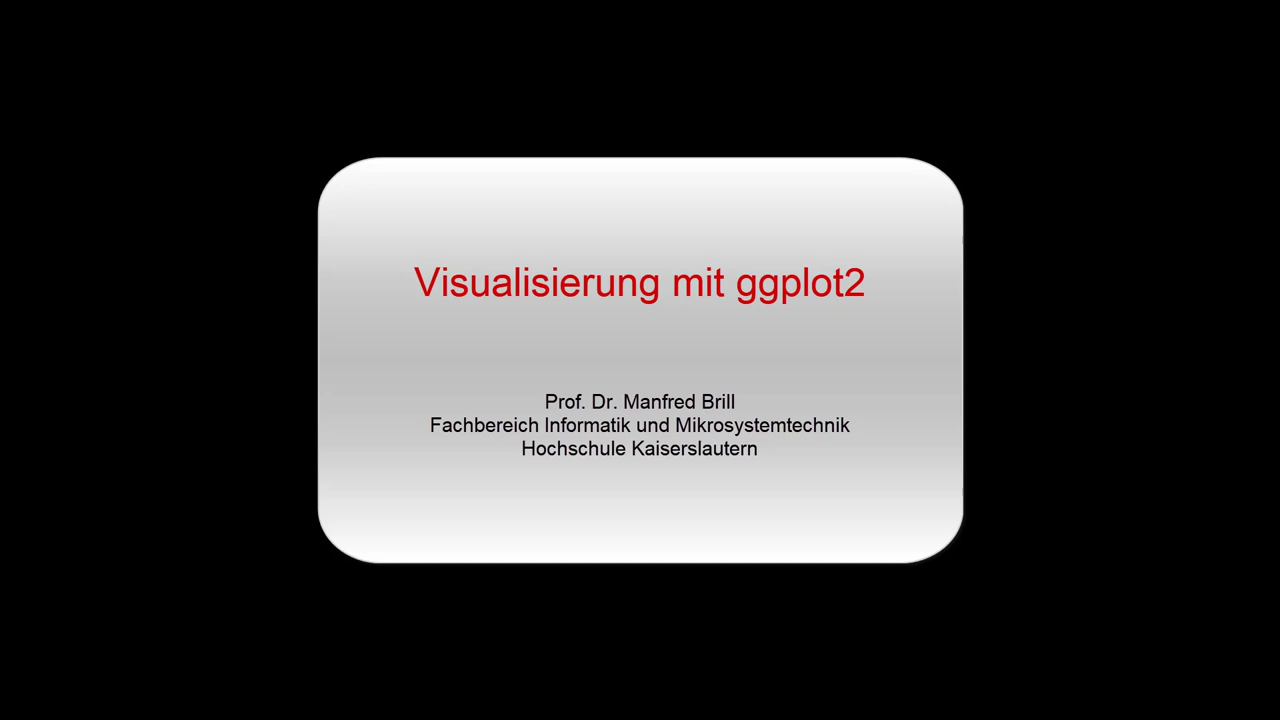 Visualisierung mit ggplot2
Prof. Dr. Manfred Brill
Fachbereich Informatik und Mikrosystemtechnik
Hochschule Kaiserslautern